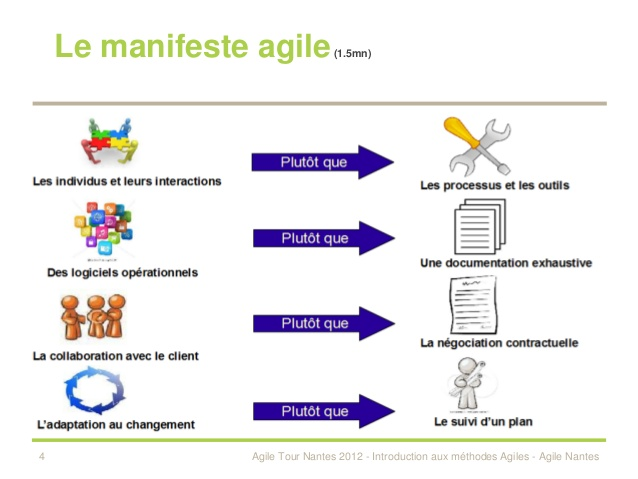 Le manifeste agile (1.5mn)
Les individus et leurs interactions
Plutôt que
Les processus et les outils
Des logiciels opérationnels
Plutôt que
Une documentation exhaustive
La collaboration avec le client
Plutôt que
La négociation contractuelle
L'adaptation au changement
Plutôt que
Le suivi d'un plan
4
Agile Tour Nantes 2012 - Introduction aux méthodes Agiles - Agile Nantes